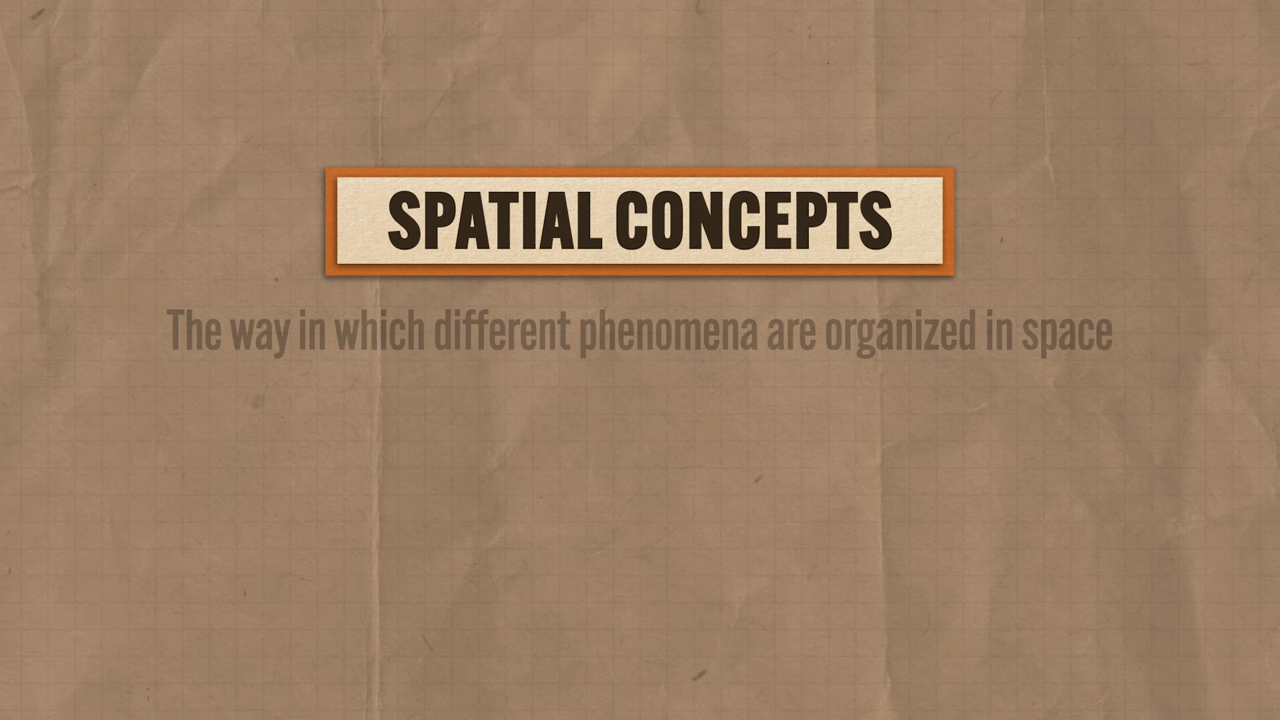 SPATIAL CONCEPTS
The way in which different phenomena are organized in space